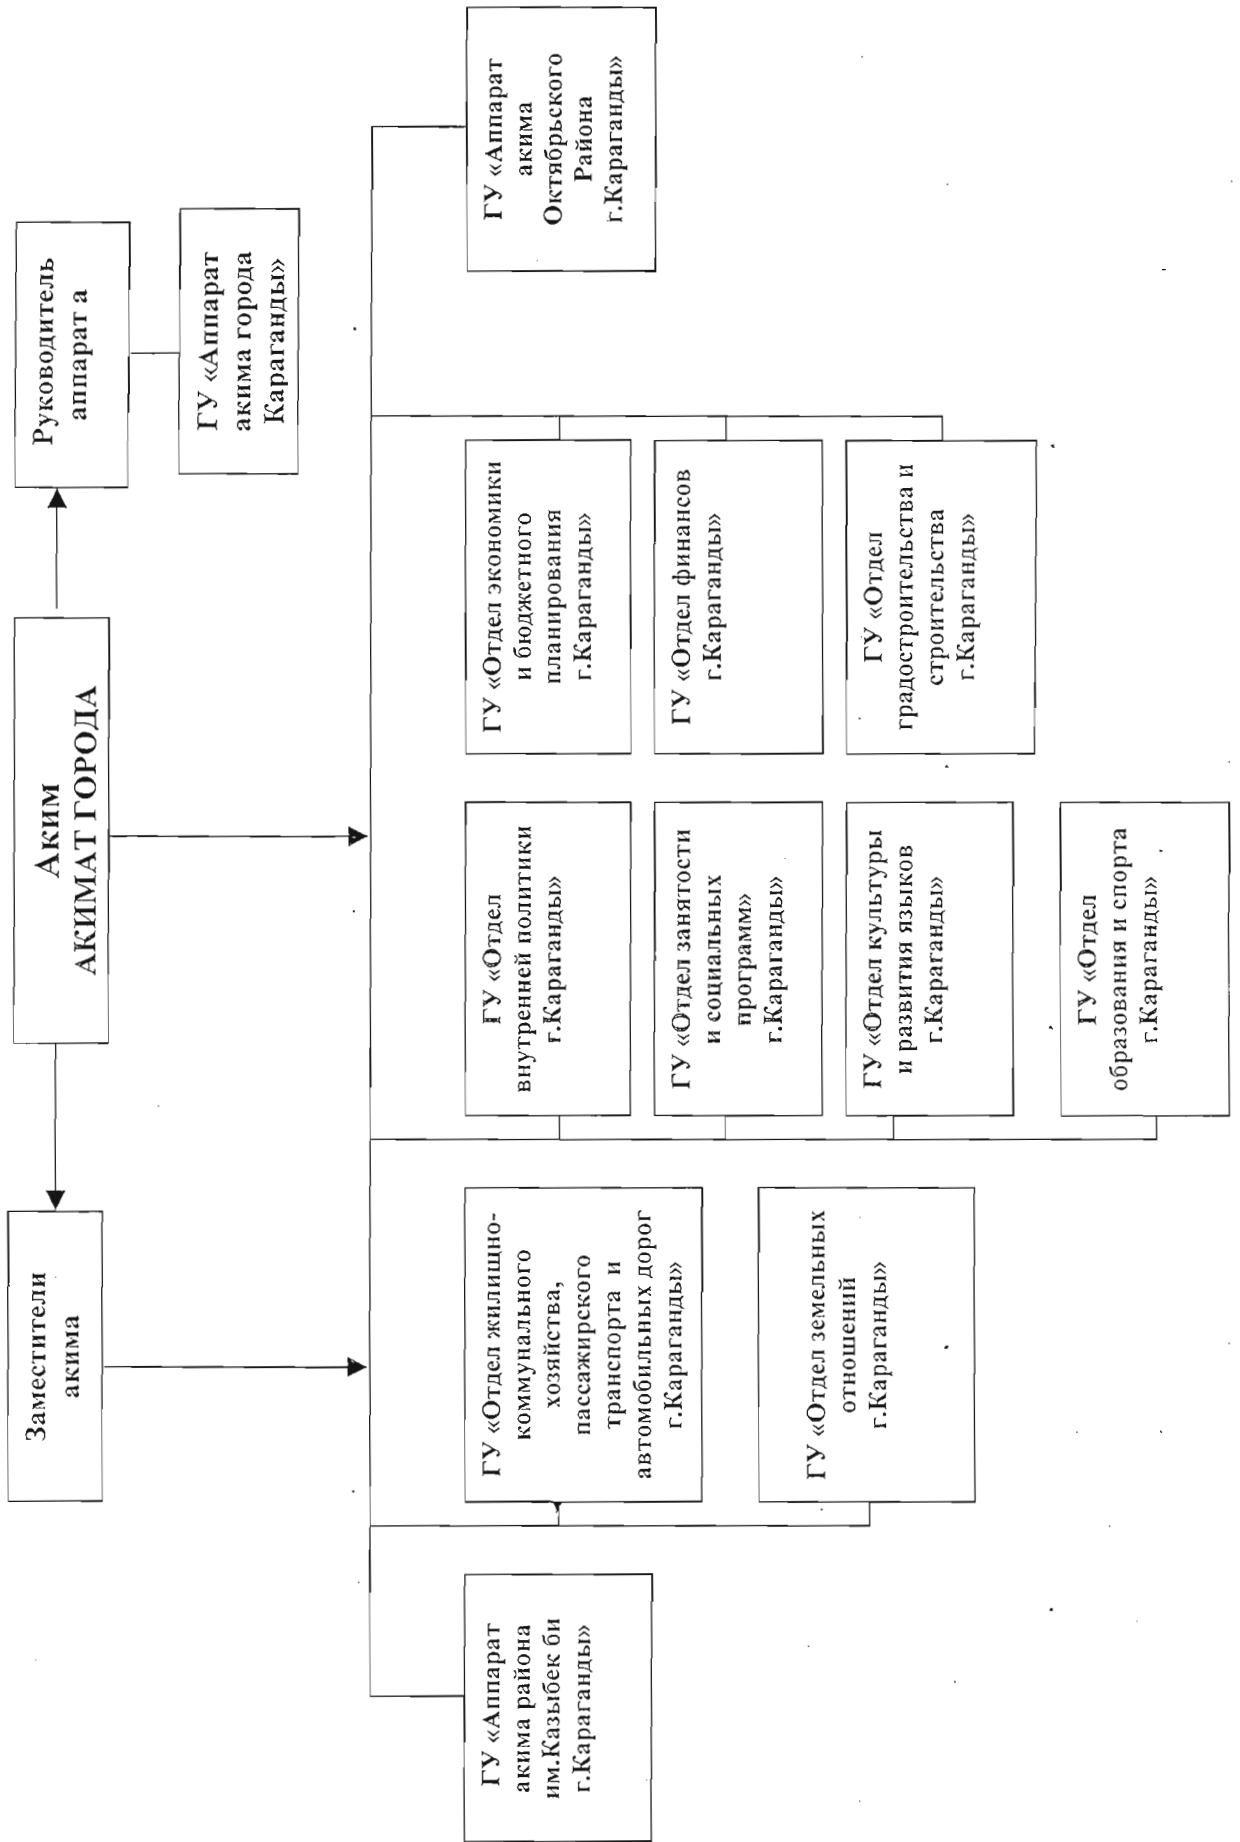 Заместители
акима
Аким
АКИМАТ ГОРОДА
Руководитель
аппарат а
ГУ «Аппарат
акима города
Караганды»
ГУ «Аппарат
акима района
им.Казыбек би
г.Караганды»
ГУ «Отдел жилищно-
коммунального
хозяйства,
пассажирского
транспорта и
автомобильных дорог
г.Караганды»
ГУ «Отдел земельных
отношений
г.Караганды»
ГУ «Отдел
внутренней политики
г.Караганды»
ГУ «Отдел занятости
и социальных
программ»
г.Караганды»
ГУ «Отдел культуры
и развития языков
г.Караганды»
ГУ «Отдел
образования и спорта
г.Караганды»
ГУ «Отдел экономики
и бюджетного
планирования
г.Караганды»
ГУ «Отдел финансов
г.Караганды»
ГУ «Отдел
градостроительства и
строительства
г.Караганды»
ГУ «Аппарат
акима
Октябрьского
Района
г.Караганды»